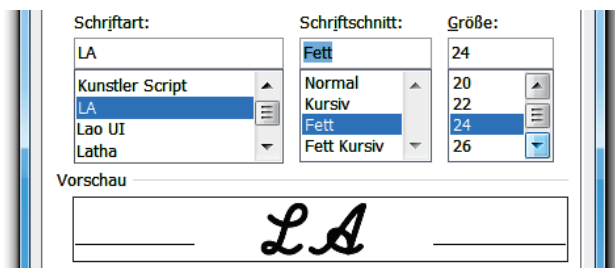 Schriftart: Schriftschnitt: Größe:
LA Fett 24
Kunstler Script Normal 20
LA Kursiv 22
Lao UI Fett 24
Latha Fett Kursiv 26
Vorschau
LA